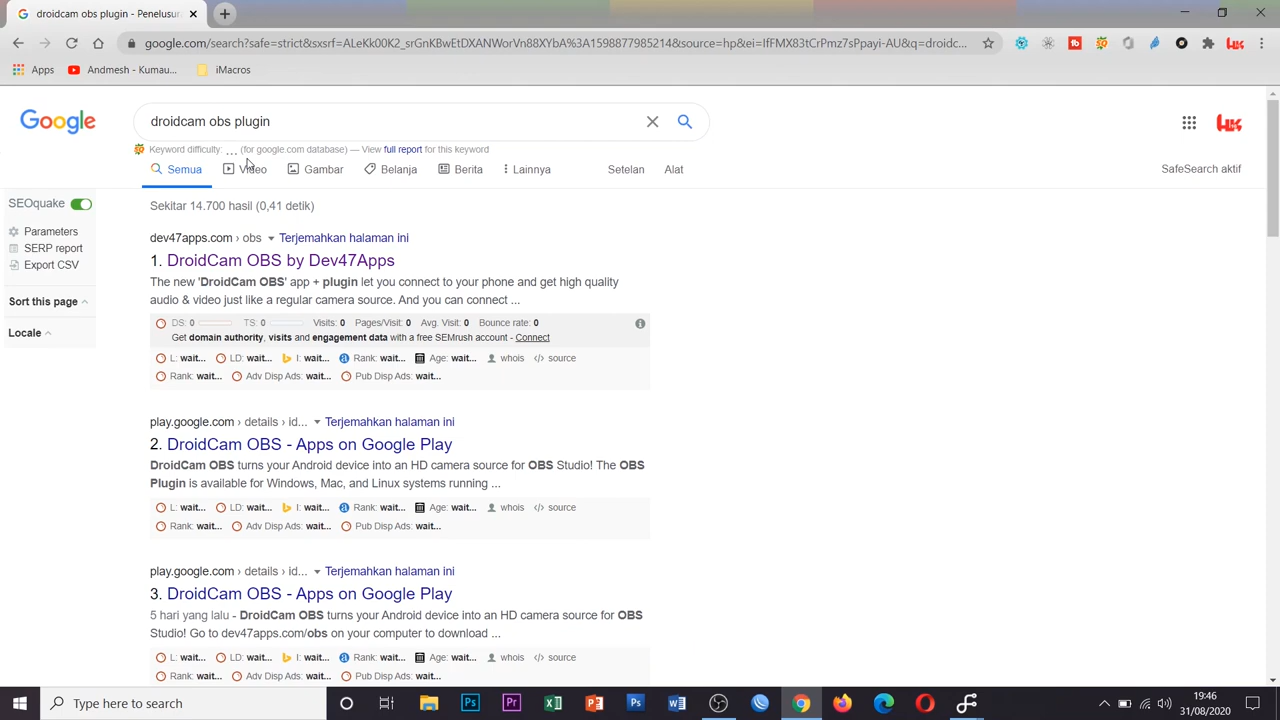 droidcam obs plugin - Penelusur
google.com/search?safe=strict&sxsrf=ALeKk00K2_srGnKBwEtDXANWorVn88XYbA%3A1598877985214&source=hp&ei=IfFMX83tCrPmz7sPpayi-AU&q=droidc...
Apps Andmesh - Kumau... iMacros
Google droidcam obs plugin
Keyword difficulty: ... (for google.com database) — View full report for this keyword
Semua Video Gambar Belanja Berita Lainnya Setelan Alat SafeSearch aktif
SEOquake
Parameters
SERP report
Export CSV
Sort this page
Locale
Sekitar 14.700 hasil (0,41 detik)
dev47apps.com › obs Terjemahkan halaman ini
1. DroidCam OBS by Dev47Apps
The new 'DroidCam OBS' app + plugin let you connect to your phone and get high quality
audio & video just like a regular camera source. And you can connect ...
DS: 0 TS: 0 Visits: 0 Pages/Visit: 0 Avg. Visit: 0 Bounce rate: 0
Get domain authority, visits and engagement data with a free SEMrush account - Connect
L: wait... LD: wait... I: wait... Rank: wait... Age: wait... whois source
Rank: wait... Adv Disp Ads: wait... Pub Disp Ads: wait...
play.google.com › details › id... Terjemahkan halaman ini
2. DroidCam OBS - Apps on Google Play
DroidCam OBS turns your Android device into an HD camera source for OBS Studio! The OBS
Plugin is available for Windows, Mac, and Linux systems running ...
L: wait... LD: wait... I: wait... Rank: wait... Age: wait... whois source
Rank: wait... Adv Disp Ads: wait... Pub Disp Ads: wait...
play.google.com › details › id... Terjemahkan halaman ini
3. DroidCam OBS - Apps on Google Play
5 hari yang lalu - DroidCam OBS turns your Android device into an HD camera source for OBS
Studio! Go to dev47apps.com/obs on your computer to download ...
L: wait... LD: wait... I: wait... Rank: wait... Age: wait... whois source
Rank: wait... Adv Disp Ads: wait... Pub Disp Ads: wait...
Type here to search
19:46
31/08/2020